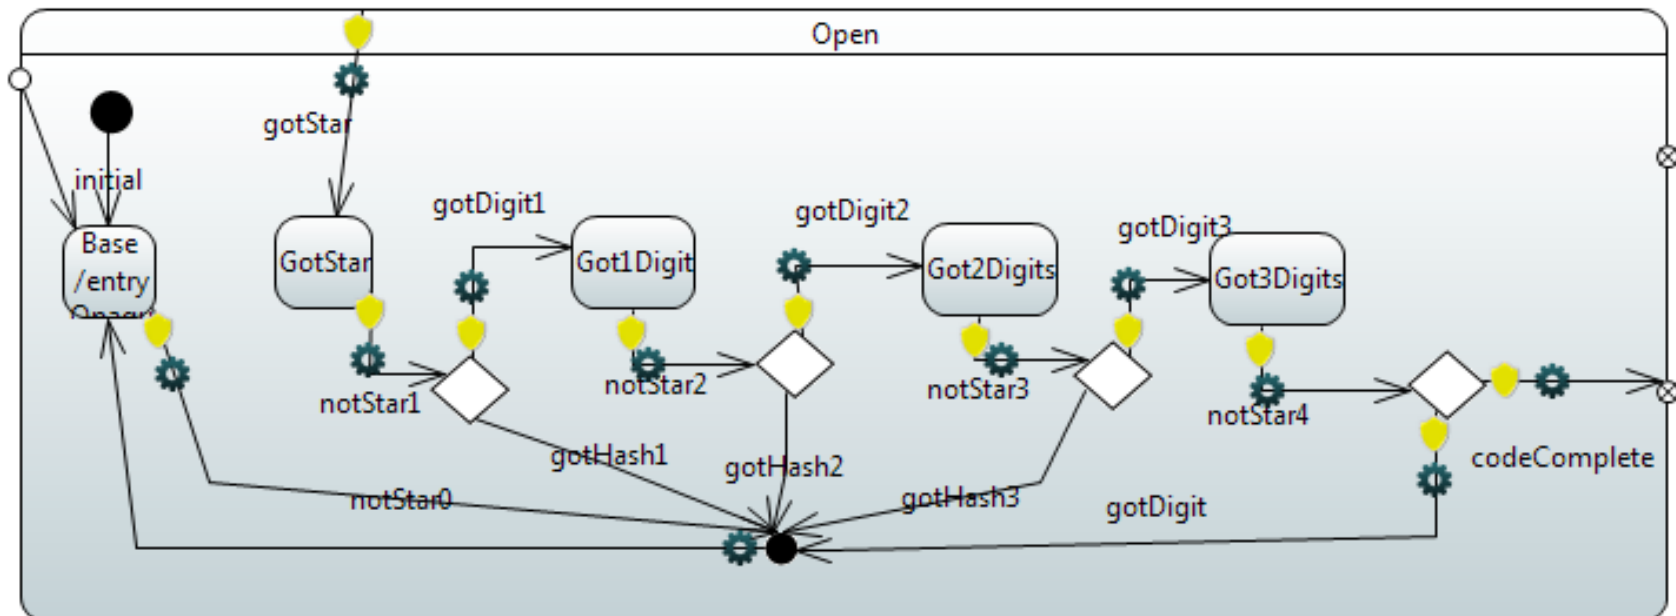 Open
gotStar
initial
gotDigit1
gotDigit2
gotDigit3
Base
/entry
GotStar
Got1Digit
Got2Digits
Got3Digits
notStar1
notStar2
notStar3
notStar4
gotHash1
gotHash2
gotHash3
codeComplete
notStar0
gotDigit